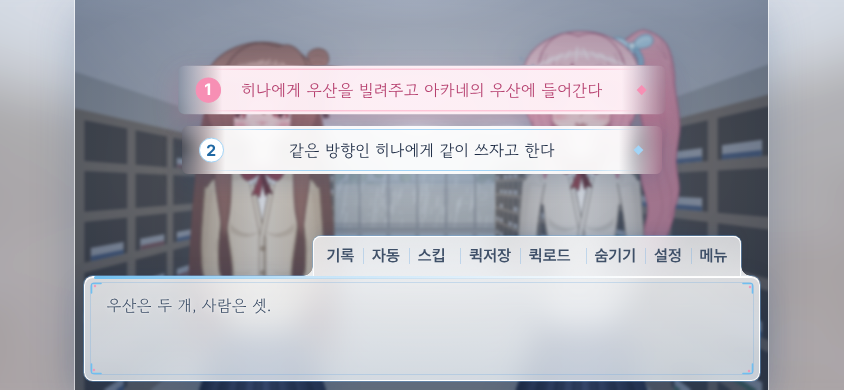 1 히나에게 우산을 빌려주고 아카네의 우산에 들어간다
2 같은 방향인 히나에게 같이 쓰자고 한다
기록 자동 스킵 퀵저장 퀵로드 숨기기 설정 메뉴
우산은 두 개, 사람은 셋.